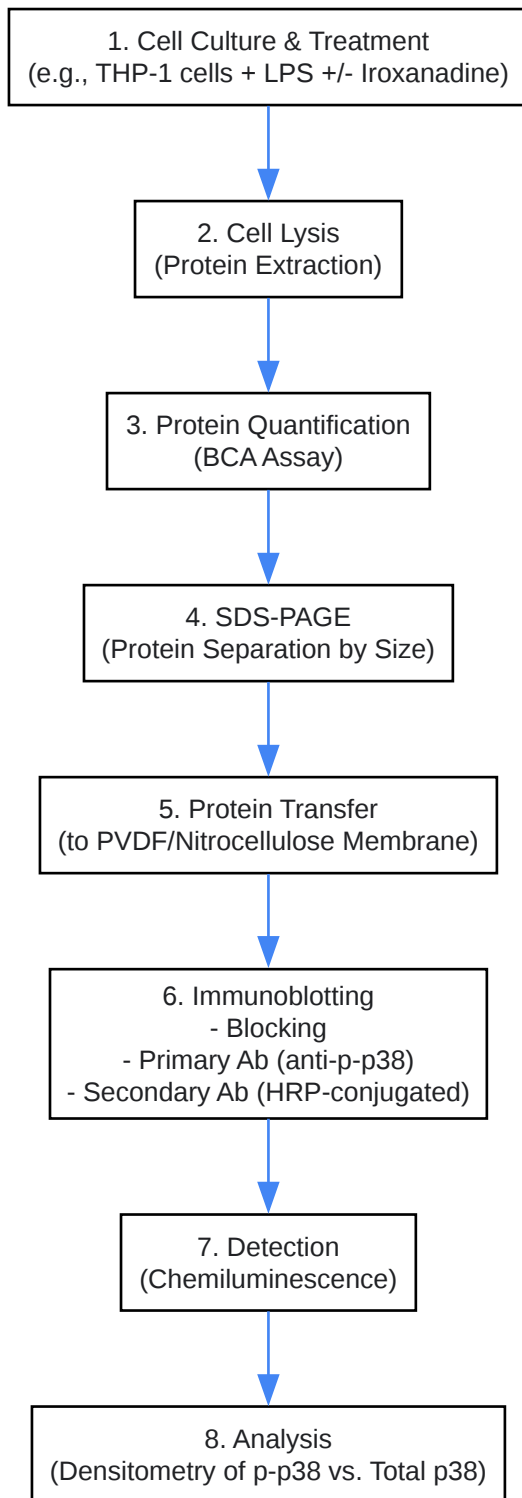 1. Cell Culture & Treatment
(e.g., THP-1 cells + LPS +/- Iroxanadine)
2. Cell Lysis
(Protein Extraction)
3. Protein Quantification
(BCA Assay)
4. SDS-PAGE
(Protein Separation by Size)
5. Protein Transfer
(to PVDF/Nitrocellulose Membrane)
6. Immunoblotting
- Blocking
- Primary Ab (anti-p-p38)
- Secondary Ab (HRP-conjugated)
7. Detection
(Chemiluminescence)
8. Analysis
(Densitometry of p-p38 vs. Total p38)